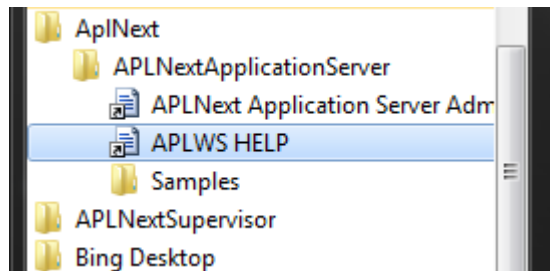 AplNext
APLNextApplicationServer
APLNext Application Server Adm
APLWS HELP
Samples
APLNextSupervisor
Bing Desktop